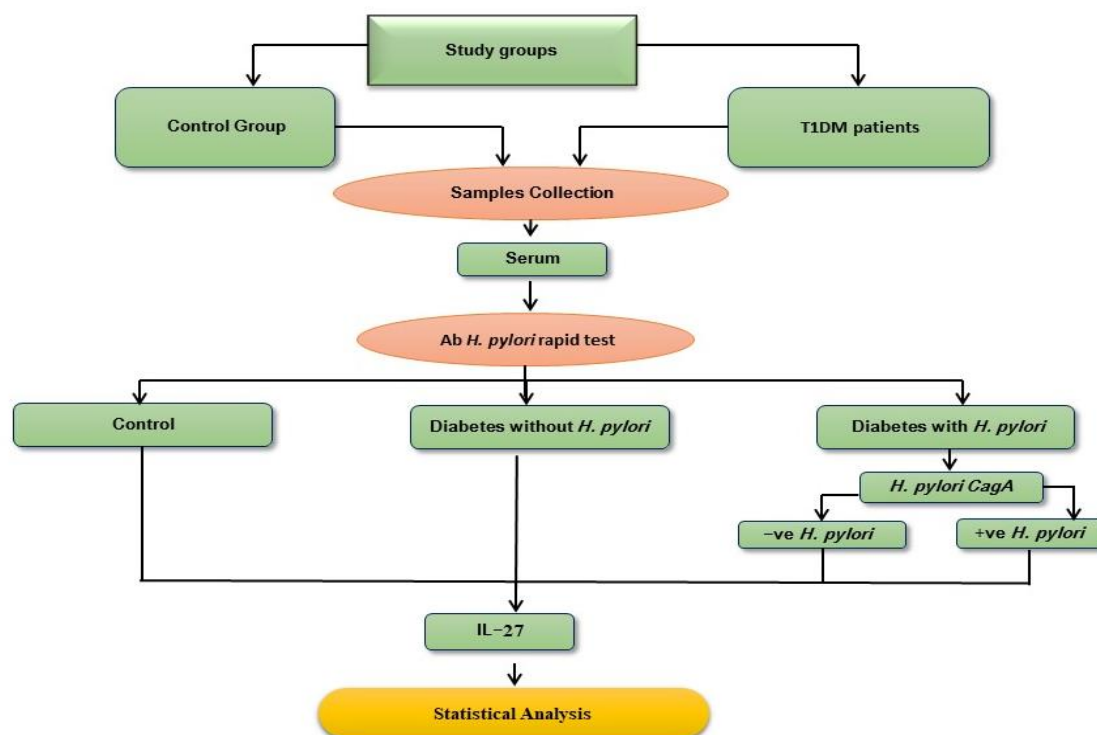 Study groups
Control Group
T1DM patients
Samples Collection
Serum
Ab H. pylori rapid test
Control
Diabetes without H. pylori
Diabetes with H. pylori
H. pylori CagA
−ve H. pylori
+ve H. pylori
IL−27
Statistical Analysis